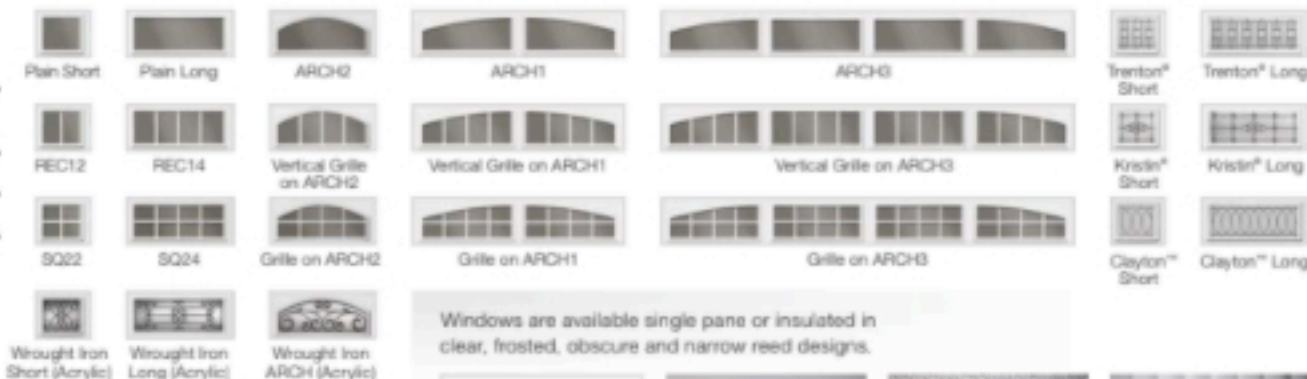 Plain Short
Plain Long
ARCH2
ARCH1
ARCH3
Trenton®
Short
Trenton® Long
REC12
REC14
Vertical Grille
on ARCH2
Vertical Grille on ARCH1
Vertical Grille on ARCH3
Kristin®
Short
Kristin® Long
SQ22
SQ24
Grille on ARCH2
Grille on ARCH1
Grille on ARCH3
Clayton™
Short
Clayton™ Long
Wrought Iron
Short (Acrylic)
Wrought Iron
Long (Acrylic)
Wrought Iron
ARCH (Acrylic)
Windows are available single pane or insulated in
clear, frosted, obscure and narrow reed designs.